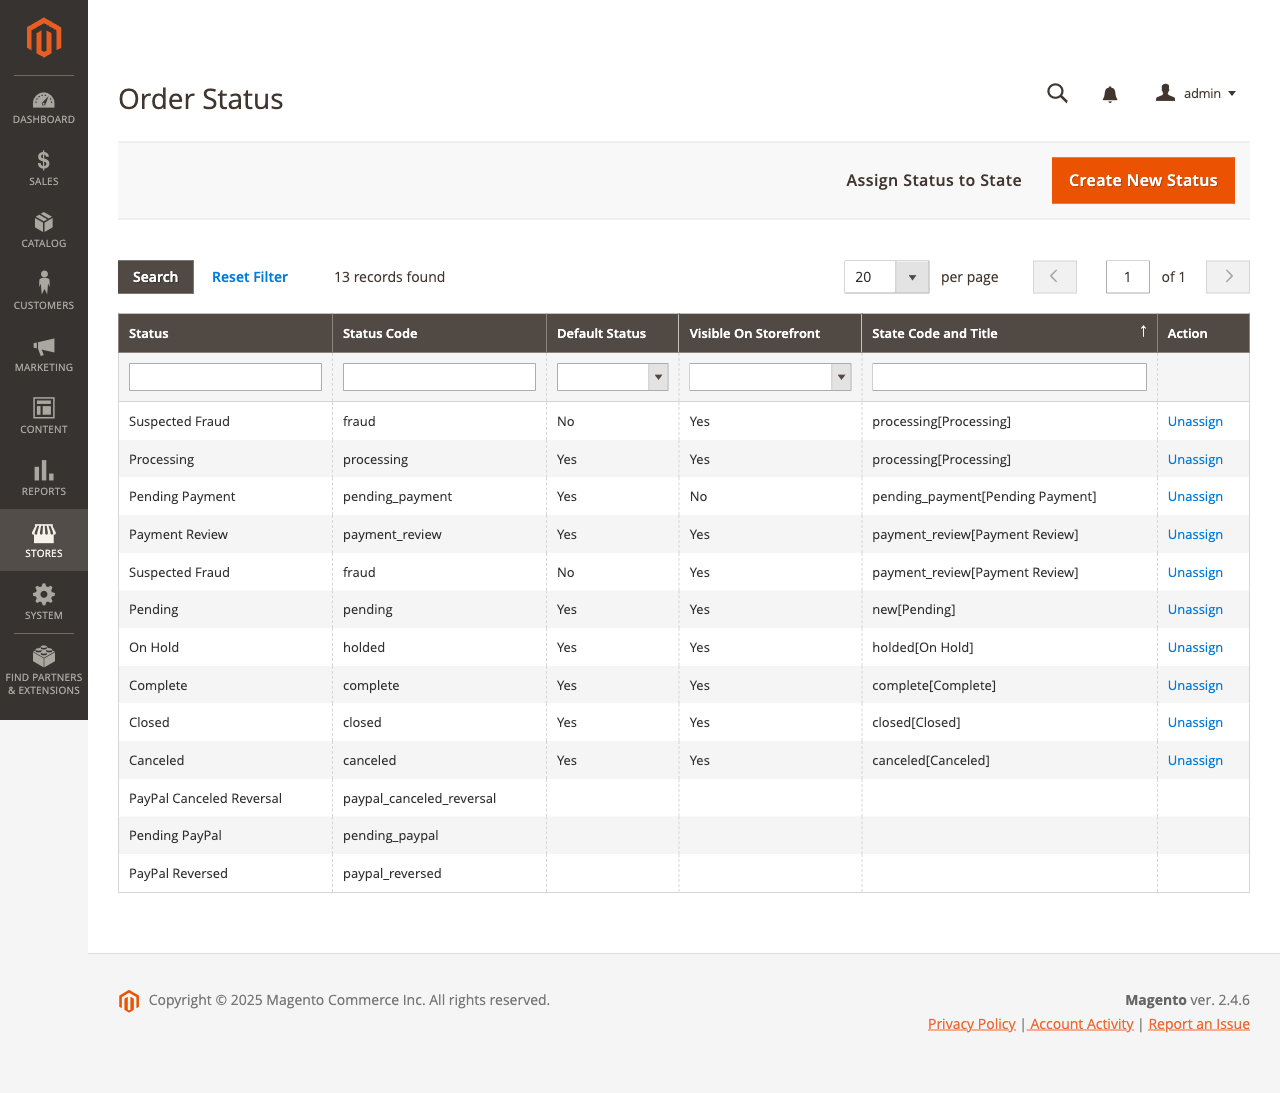 DASHBOARD
SALES
CATALOG
CUSTOMERS
MARKETING
CONTENT
REPORTS
STORES
SYSTEM
FIND PARTNERS
& EXTENSIONS
Order Status
admin
Assign Status to State
Create New Status
Search Reset Filter 13 records found 20 per page 1 of 1
Status Status Code Default Status Visible On Storefront State Code and Title ↑ Action
Suspected Fraud fraud No Yes processing[Processing] Unassign
Processing processing Yes Yes processing[Processing] Unassign
Pending Payment pending_payment Yes No pending_payment[Pending Payment] Unassign
Payment Review payment_review Yes Yes payment_review[Payment Review] Unassign
Suspected Fraud fraud No Yes payment_review[Payment Review] Unassign
Pending pending Yes Yes new[Pending] Unassign
On Hold holded Yes Yes holded[On Hold] Unassign
Complete complete Yes Yes complete[Complete] Unassign
Closed closed Yes Yes closed[Closed] Unassign
Canceled canceled Yes Yes canceled[Canceled] Unassign
PayPal Canceled Reversal paypal_canceled_reversal
Pending PayPal pending_paypal
PayPal Reversed paypal_reversed
Copyright © 2025 Magento Commerce Inc. All rights reserved.
Magento ver. 2.4.6
Privacy Policy | Account Activity | Report an Issue